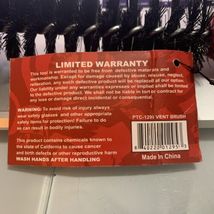 LIMITED WARRANTY
This tool is warranted to be free from defective materials and
workmanship. Except for damage caused by abuse, misuse, neglect,
alteration, any such defective product will be replaced at our option.
Our liability under any warranties expressed or implied shall be limited
to the defective product. We shall not be liable in tort or contract for
any loss or damage direct incidental or consequential.
WARNING: To avoid risk of injury always
wear safety glasses and other appropriate
safety items for protection! Failure to do
so can result in bodily injuries.
PTC-1295 VENT BRUSH
This product contains chemicals known to the
state of California to cause cancer
and birth defects or other reproductive harm
WASH HANDS AFTER HANDLING
Made In China